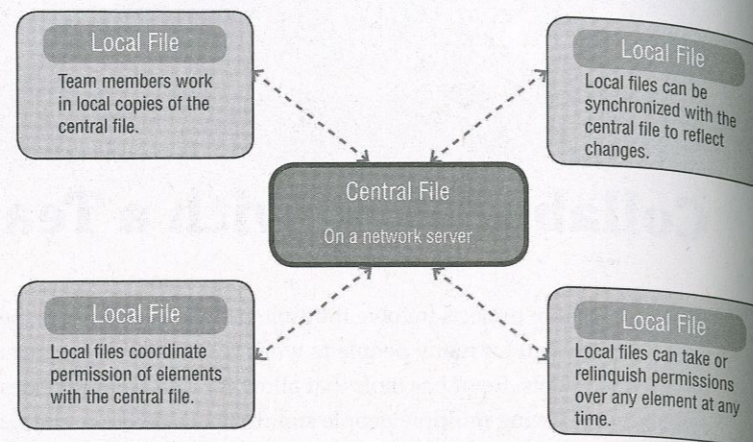 Local File
Team members work
in local copies of the
central file.
Local File
Local files can be
synchronized with the
central file to reflect
changes.
Central File
On a network server
Local File
Local files coordinate
permission of elements
with the central file.
Local File
Local files can take or
relinquish permissions
over any element at any
time.